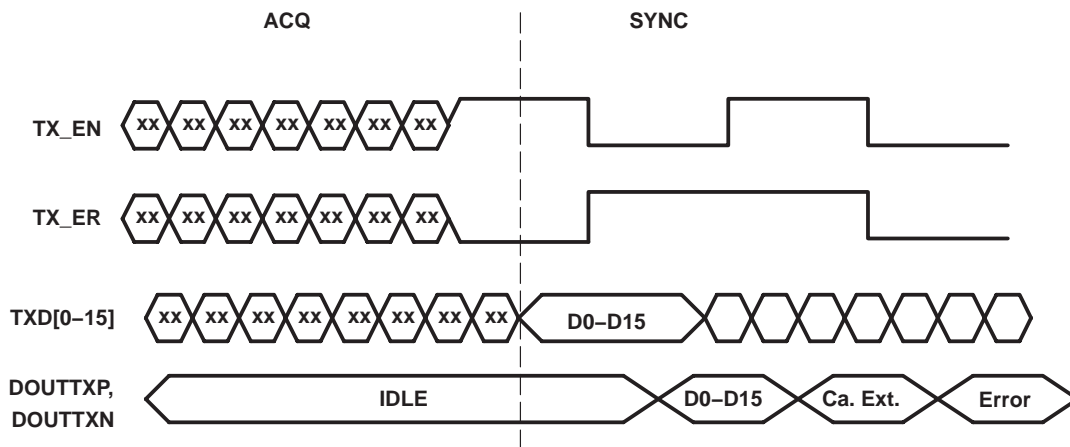 ACQ SYNC
TX_EN xx xx xx xx xx xx xx
TX_ER xx xx xx xx xx xx xx
TXD[0–15] xx xx xx xx xx xx xx xx D0–D15
DOUTTXP,
DOUTTXN
IDLE D0–D15 Ca. Ext. Error